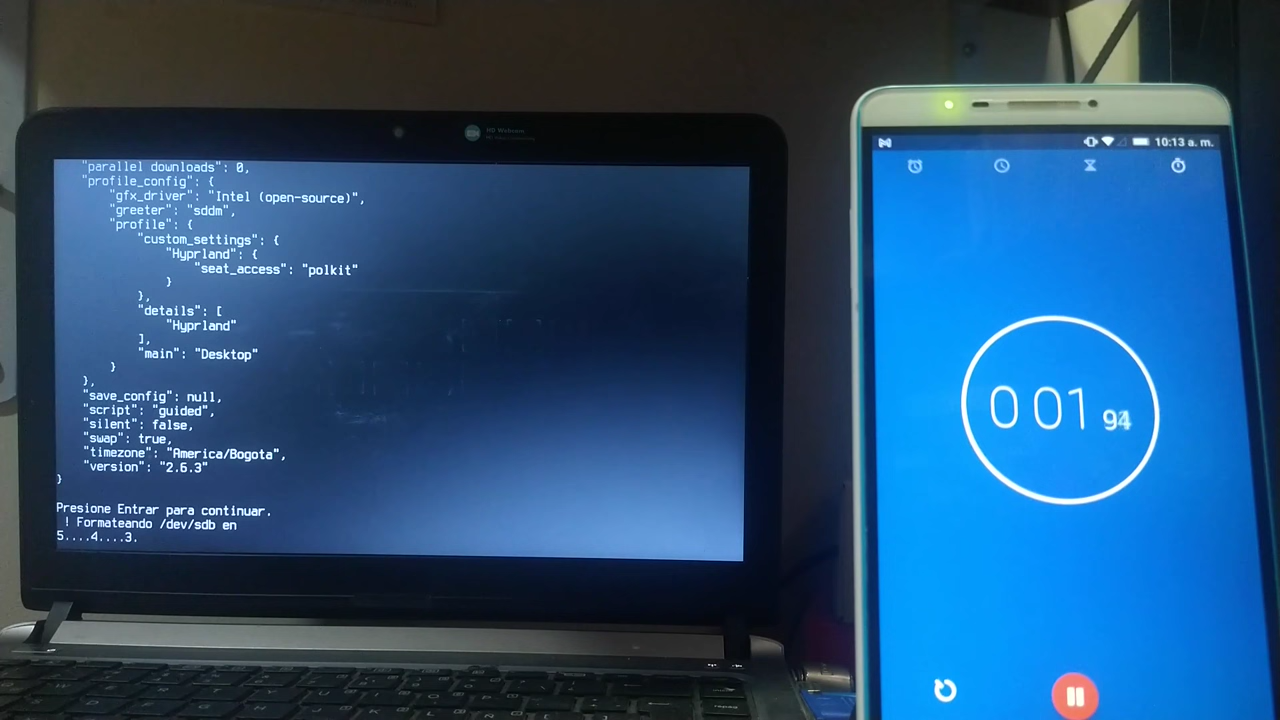 HD Webcam
"parallel downloads": 0,
"profile_config": {
"gfx_driver": "Intel (open-source)",
"greeter": "sddm",
"profile": {
"custom_settings": {
"Hyprland": {
"seat_access": "polkit"
}
},
"details": [
"Hyprland"
],
"main": "Desktop"
}
},
"save_config": null,
"script": "guided",
"silent": false,
"swap": true,
"timezone": "America/Bogota",
"version": "2.6.3"
}
Presione Entrar para continuar.
! Formateando /dev/sdb en
5....4....3.
10:13 a. m.
0 01